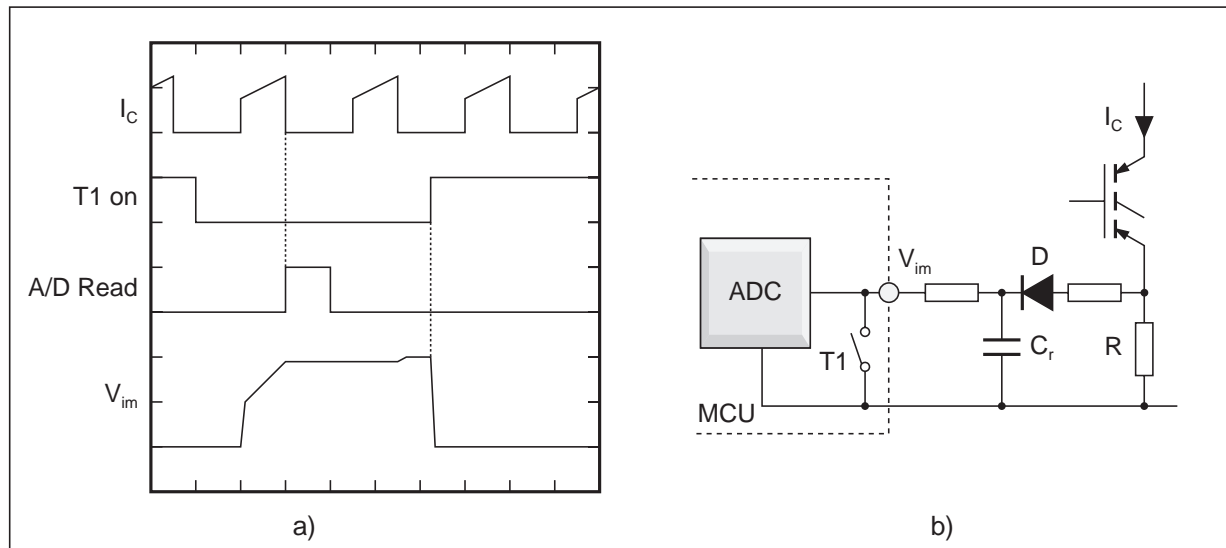 I_C
T1 on
A/D Read
V_im
a)
I_C
V_im
D
ADC
T1
C_r
R
MCU
b)